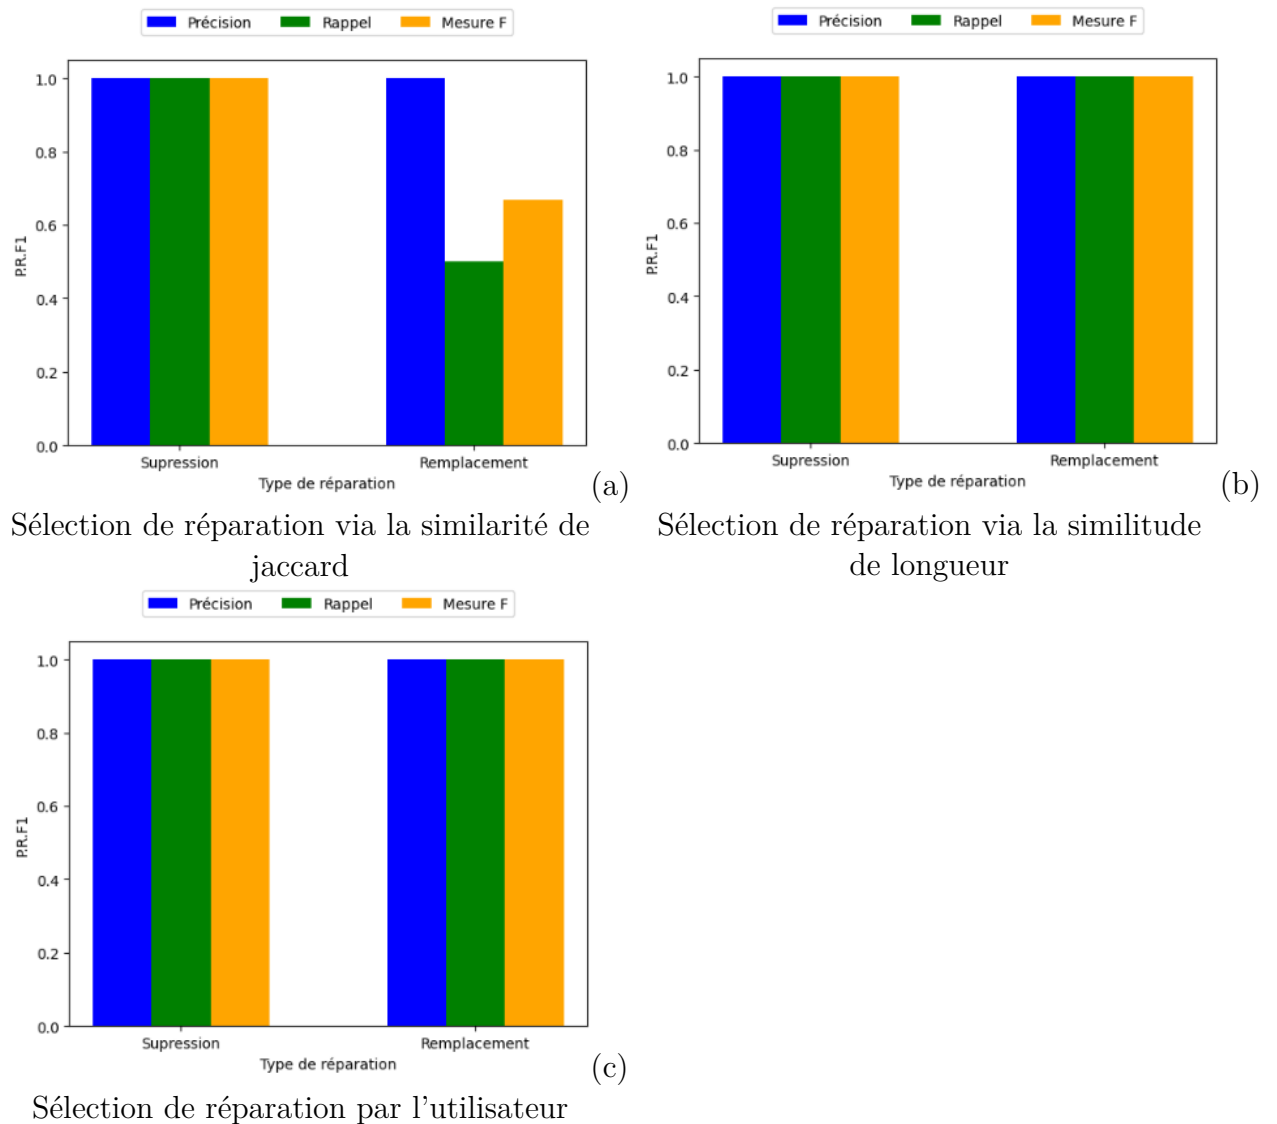 Précision Rappel Mesure F
1.0
0.8
0.6
0.4
0.2
0.0
P.R.F1
Supression Remplacement
Type de réparation
(a)
Sélection de réparation via la similarité de
jaccard
Précision Rappel Mesure F
1.0
0.8
0.6
0.4
0.2
0.0
P.R.F1
Supression Remplacement
Type de réparation
(b)
Sélection de réparation via la similitude
de longueur
Précision Rappel Mesure F
1.0
0.8
0.6
0.4
0.2
0.0
P.R.F1
Supression Remplacement
Type de réparation
(c)
Sélection de réparation par l'utilisateur